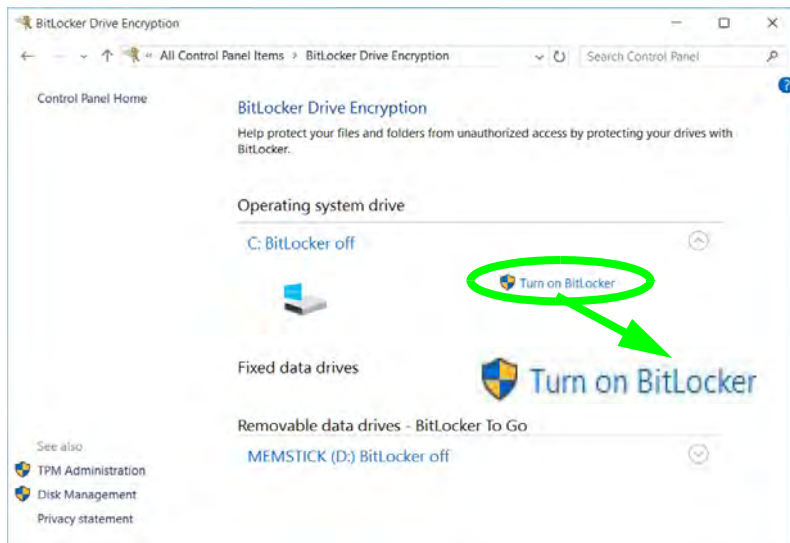 BitLocker Drive Encryption
« All Control Panel Items > BitLocker Drive Encryption
Search Control Panel
?
Control Panel Home
BitLocker Drive Encryption
Help protect your files and folders from unauthorized access by protecting your drives with
BitLocker.
Operating system drive
C: BitLocker off
Turn on BitLocker
Fixed data drives
Turn on BitLocker
Removable data drives - BitLocker To Go
MEMSTICK (D:) BitLocker off
See also
TPM Administration
Disk Management
Privacy statement